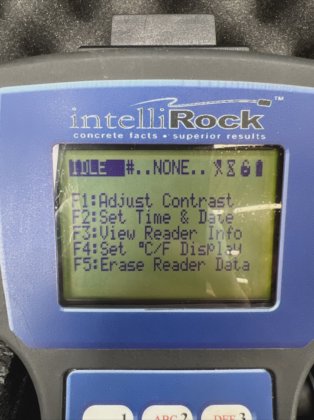 intelliRock™
concrete facts • superior results
IDLE #..NONE..
F1:Adjust Contrast
F2:Set Time & Date
F3:View Reader Info
F4:Set °C/F Display
F5:Erase Reader Data
1
ABC 2
DEF 3